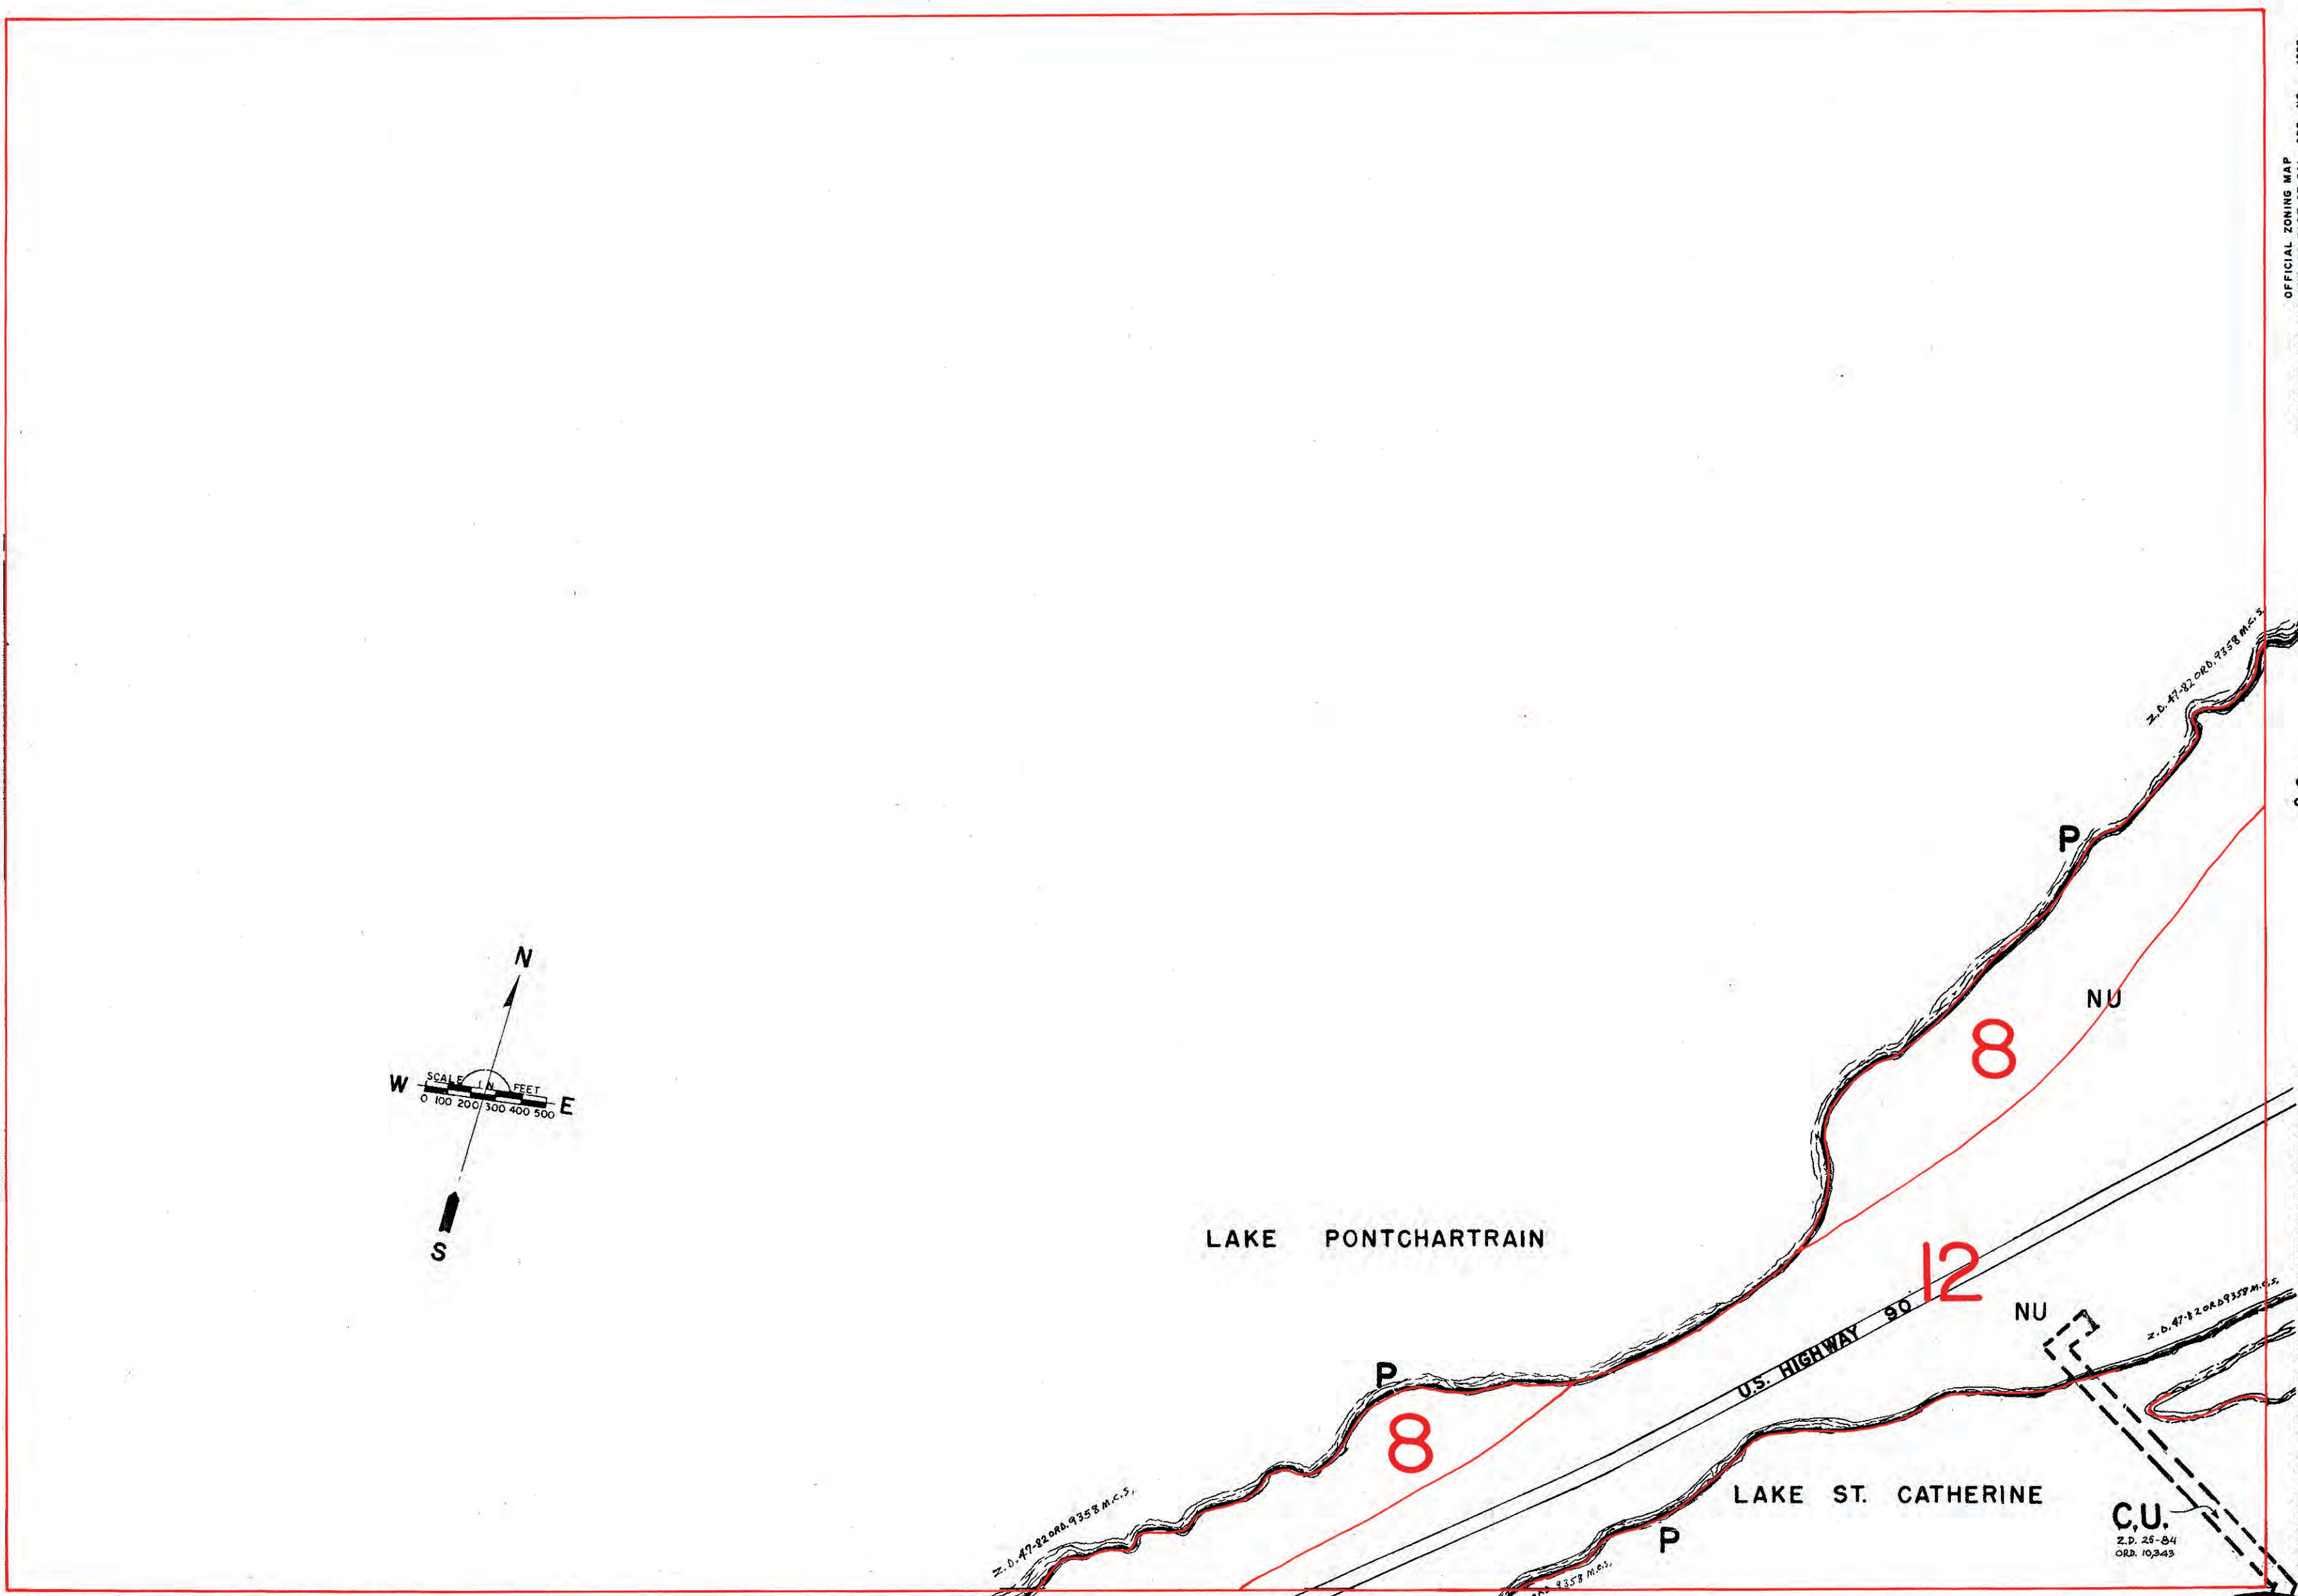 OFFICIAL ZONING MAP
Z.D. 47-82 ORD. 9358 M.C.S.
P
N
NU
8
W
SCALE IN FEET
E
0 100 200 300 400 500
S
LAKE PONTCHARTRAIN
12
U.S. HIGHWAY 90
NU
Z.D. 47-82 ORD 9358 M.C.S.
P
8
LAKE ST. CATHERINE
Z.D. 47-82 ORD. 9358 M.C.S.
P
C.U.
Z.D. 26-84
ORD. 10,343
9358 M.C.S.